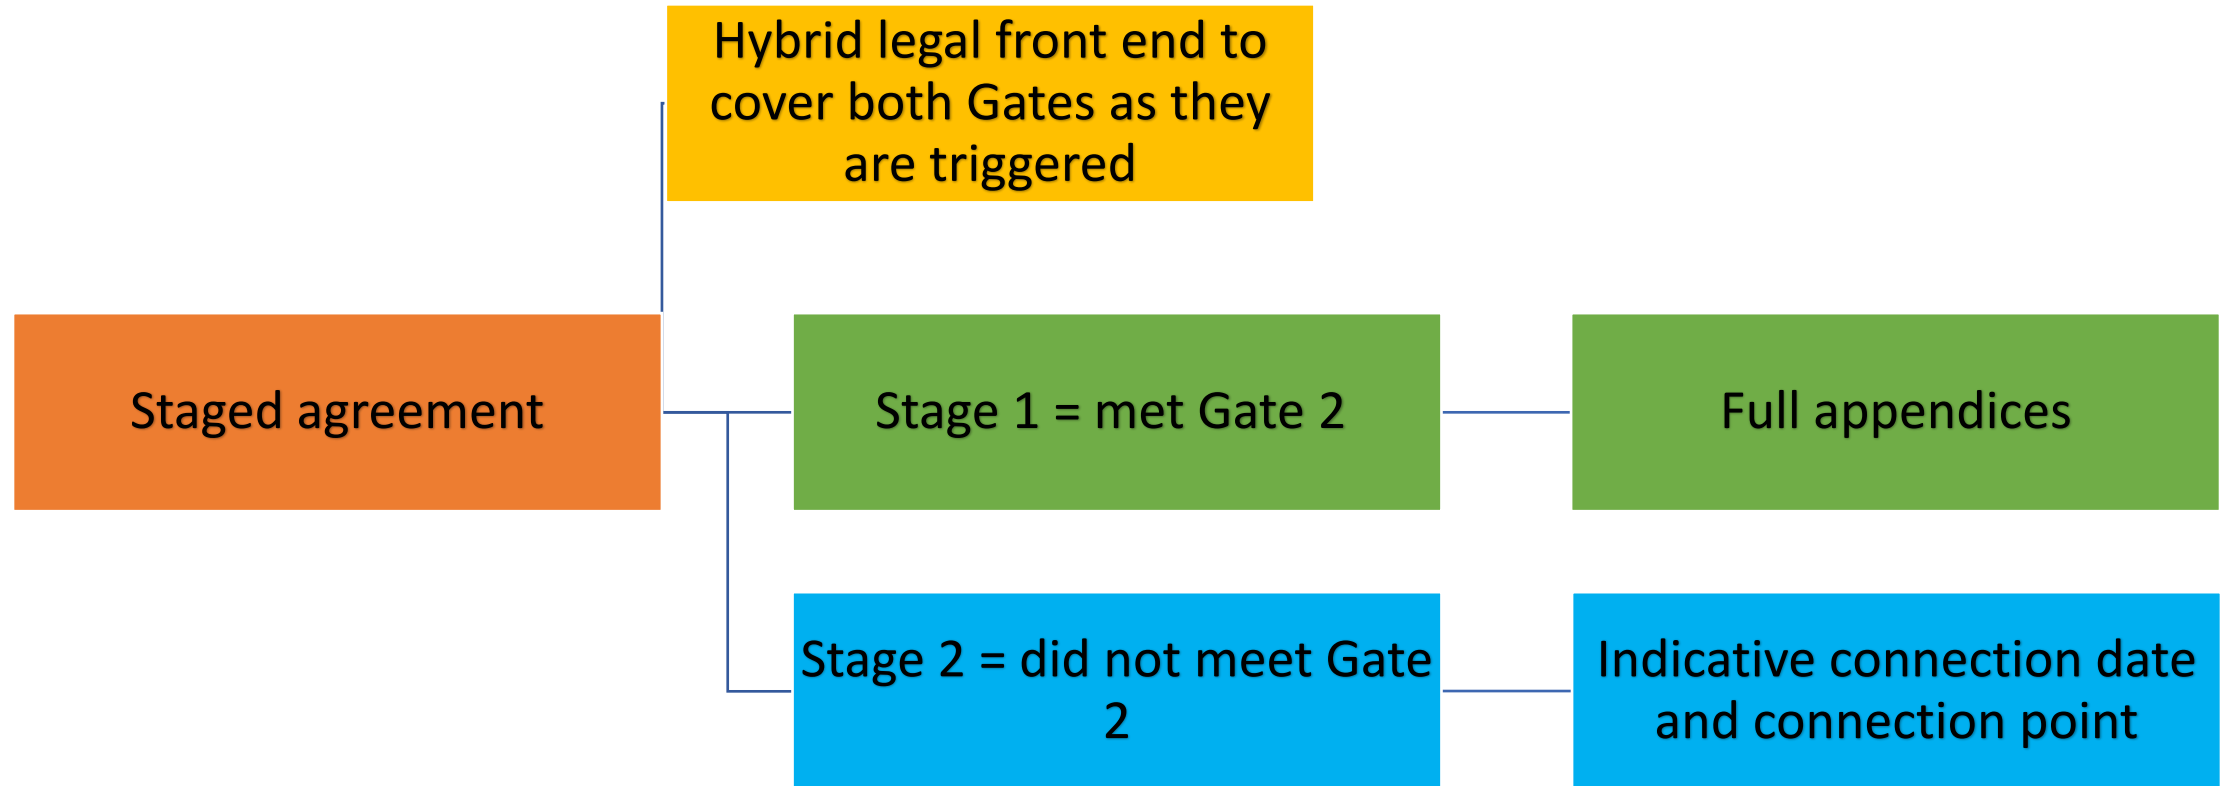 Hybrid legal front end to
cover both Gates as they
are triggered
Staged agreement
Stage 1 = met Gate 2
Full appendices
Stage 2 = did not meet Gate
2
Indicative connection date
and connection point